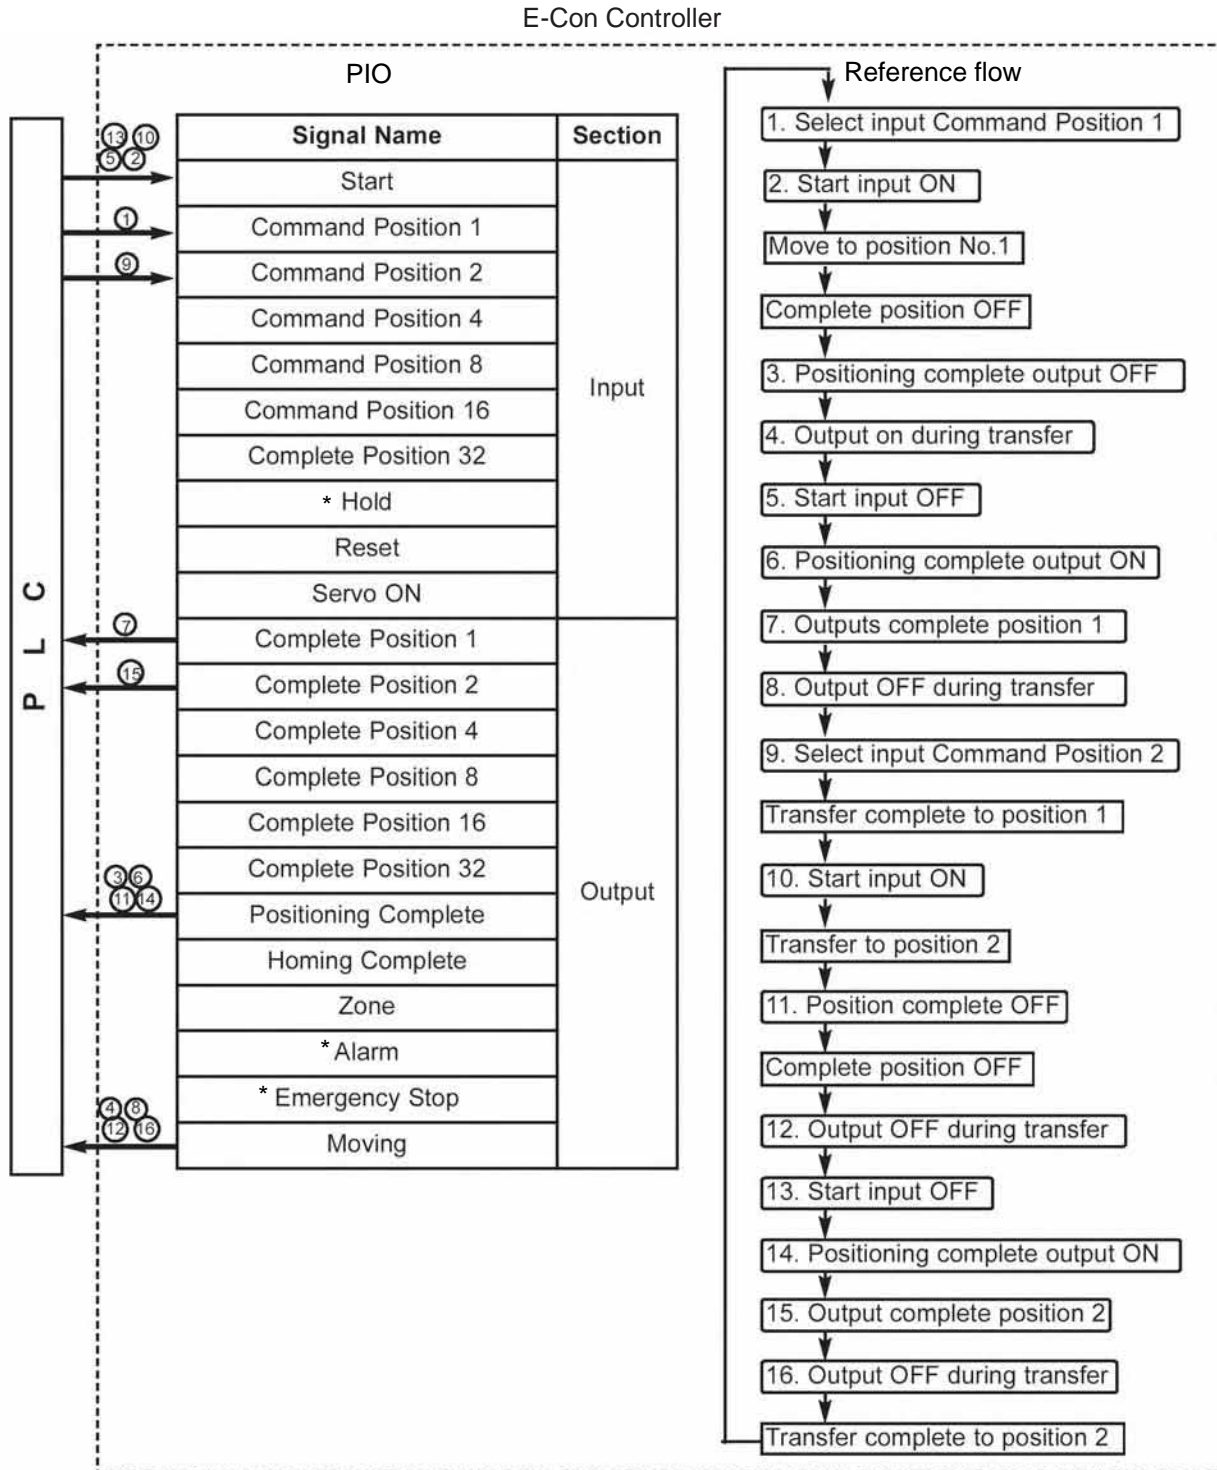 E-Con Controller
PIO
Reference flow
P L C
13 10
5 2
1
9
7
15
3 6
11 14
4 8
12 16
Signal Name Section
Start
Command Position 1
Command Position 2
Command Position 4
Command Position 8
Command Position 16
Complete Position 32
* Hold
Reset
Servo ON
Input
Complete Position 1
Complete Position 2
Complete Position 4
Complete Position 8
Complete Position 16
Complete Position 32
Positioning Complete
Homing Complete
Zone
* Alarm
* Emergency Stop
Moving
Output
1. Select input Command Position 1
2. Start input ON
Move to position No.1
Complete position OFF
3. Positioning complete output OFF
4. Output on during transfer
5. Start input OFF
6. Positioning complete output ON
7. Outputs complete position 1
8. Output OFF during transfer
9. Select input Command Position 2
Transfer complete to position 1
10. Start input ON
Transfer to position 2
11. Position complete OFF
Complete position OFF
12. Output OFF during transfer
13. Start input OFF
14. Positioning complete output ON
15. Output complete position 2
16. Output OFF during transfer
Transfer complete to position 2